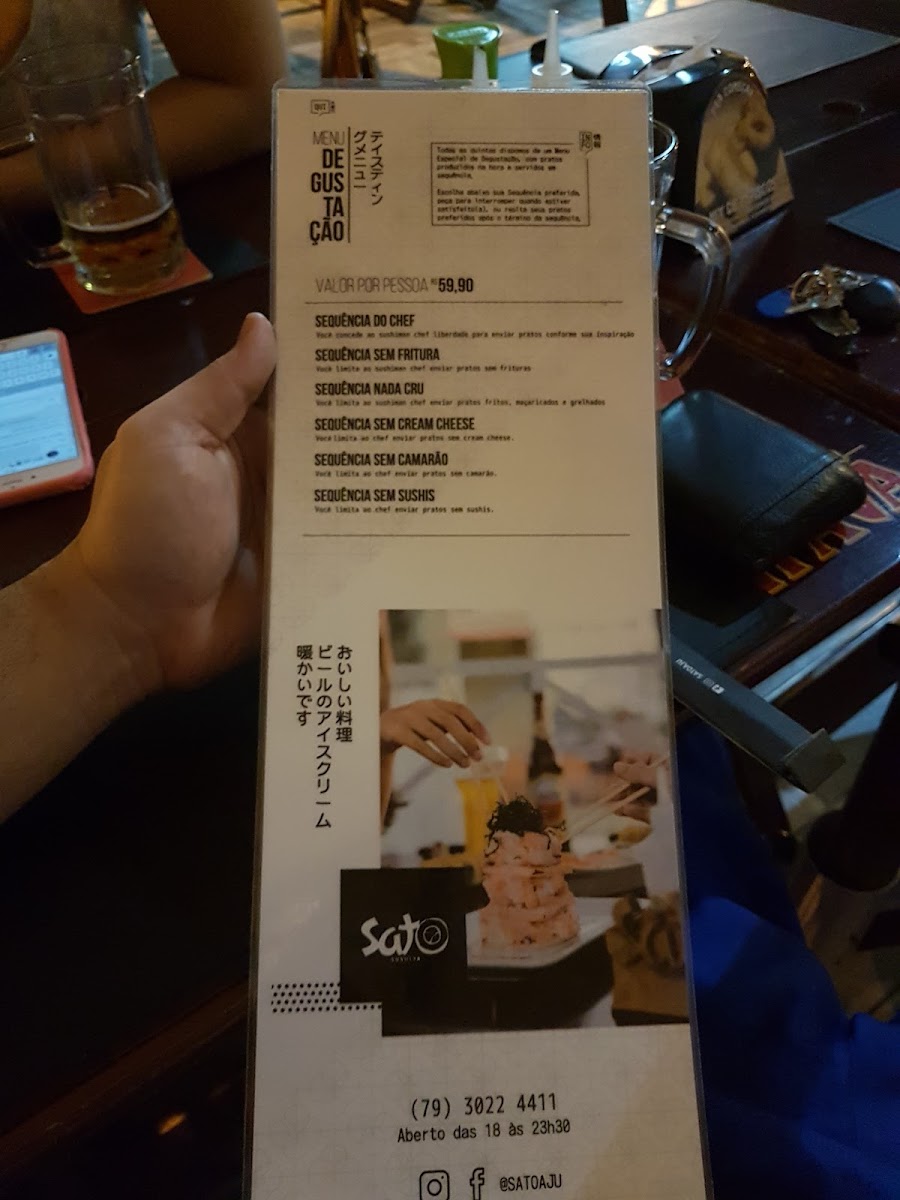 MENU
DE
GUS
TA
ÇÃO
テイスティン
グメニュー
INFO
情報
Todas as quintas dispomos de um Menu
Especial de Degustação, com pratos
produzidos na hora e servidos em
sequência.
Escolha abaixo sua Sequência preferida,
peça para interromper quando estiver
satisfeito(a), ou repita seus pratos
preferidos após o término da sequência.
VALOR POR PESSOA R$ 59,90
SEQUÊNCIA DO CHEF
Você concede ao sushiman chef liberdade para enviar pratos conforme sua inspiração
SEQUÊNCIA SEM FRITURA
Você limita ao sushiman chef enviar pratos sem frituras
SEQUÊNCIA NADA CRU
Você limita ao sushiman chef enviar pratos fritos, maçaricados e grelhados
SEQUÊNCIA SEM CREAM CHEESE
Você limita ao chef enviar pratos sem cream cheese.
SEQUÊNCIA SEM CAMARÃO
Você limita ao chef enviar pratos sem camarão.
SEQUÊNCIA SEM SUSHIS
Você limita ao chef enviar pratos sem sushis.
おいしい料理
ビールのアイスクリーム
暖かいです
Sato
(79) 3022 4411
Aberto das 18 às 23h30
@SATOAJU